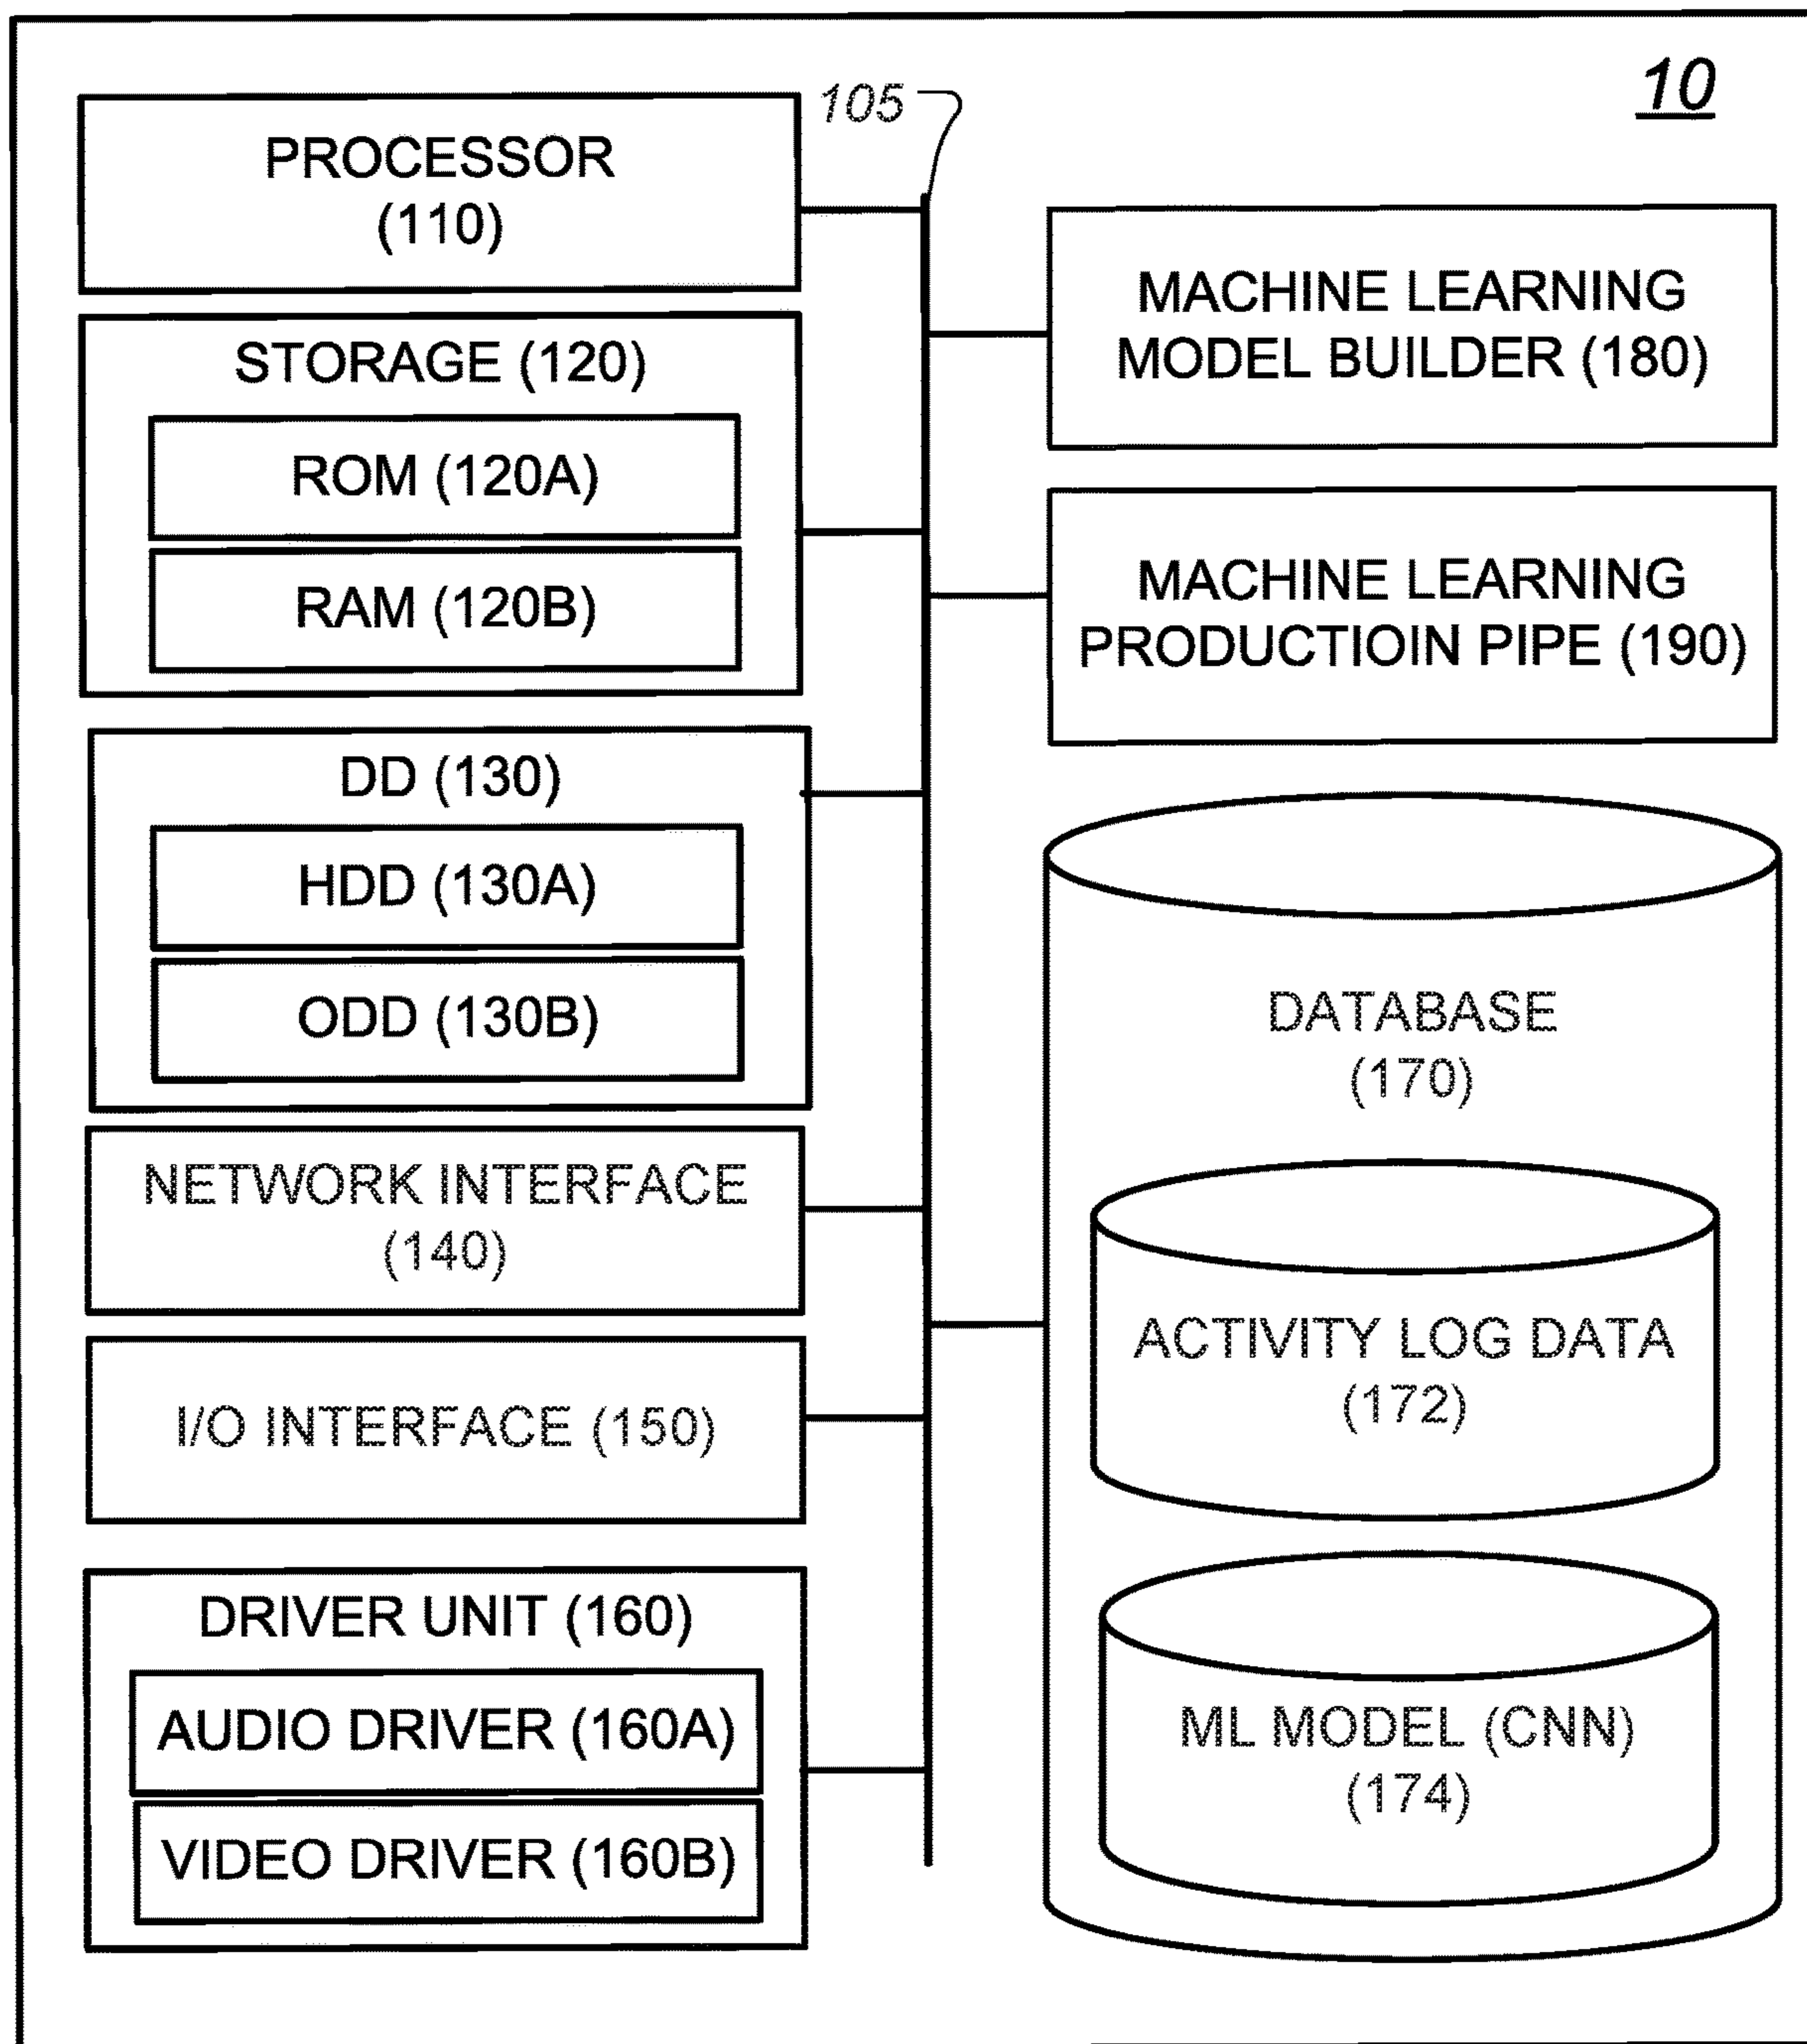 10
105
PROCESSOR
(110)
STORAGE (120)
ROM (120A)
RAM (120B)
DD (130)
HDD (130A)
ODD (130B)
NETWORK INTERFACE
(140)
I/O INTERFACE (150)
DRIVER UNIT (160)
AUDIO DRIVER (160A)
VIDEO DRIVER (160B)
MACHINE LEARNING
MODEL BUILDER (180)
MACHINE LEARNING
PRODUCTIOIN PIPE (190)
DATABASE
(170)
ACTIVITY LOG DATA
(172)
ML MODEL (CNN)
(174)